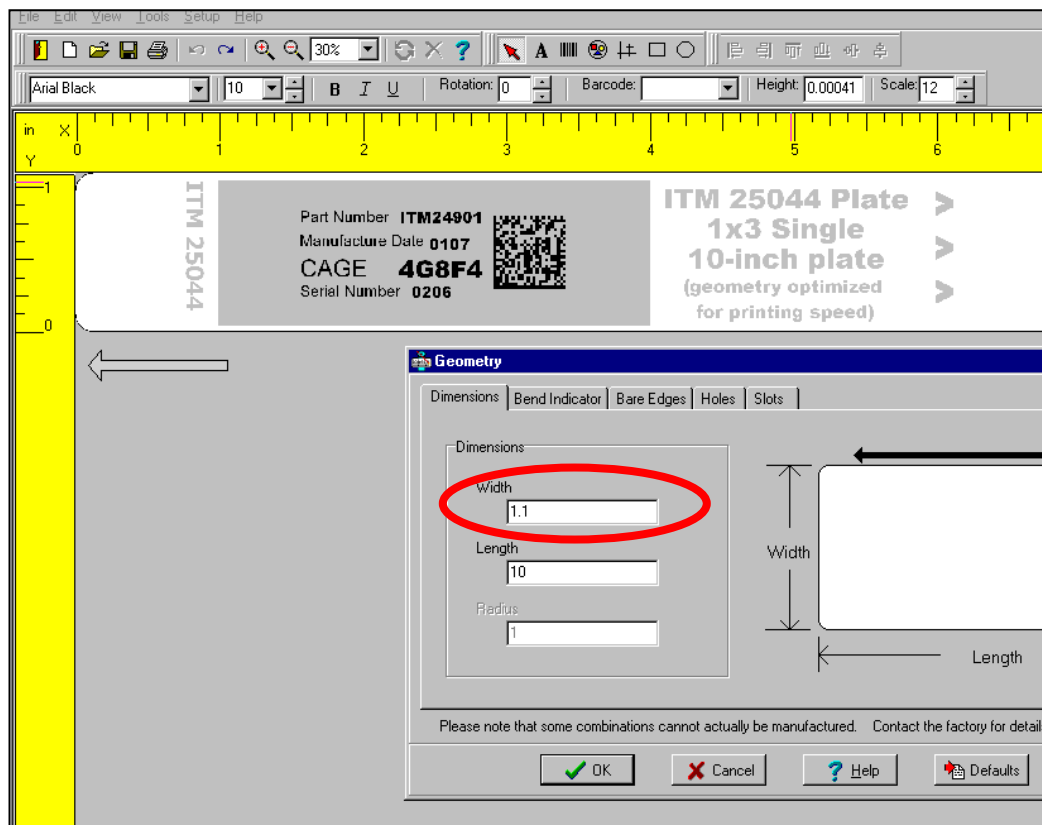 File Edit View Tools Setup Help
30%
Arial Black 10 B I U Rotation: 0 Barcode: Height: 0.00041 Scale: 12
in X
Y
0 1 2 3 4 5 6
1
0
ITM 25044
Part Number ITM24901
Manufacture Date 0107
CAGE 4G8F4
Serial Number 0206
ITM 25044 Plate
1x3 Single
10-inch plate
(geometry optimized
for printing speed)
>
>
>
Geometry
Dimensions Bend Indicator Bare Edges Holes Slots
Dimensions
Width
1.1
Length
10
Radius
1
Width
Length
Please note that some combinations cannot actually be manufactured. Contact the factory for detail
OK Cancel Help Defaults